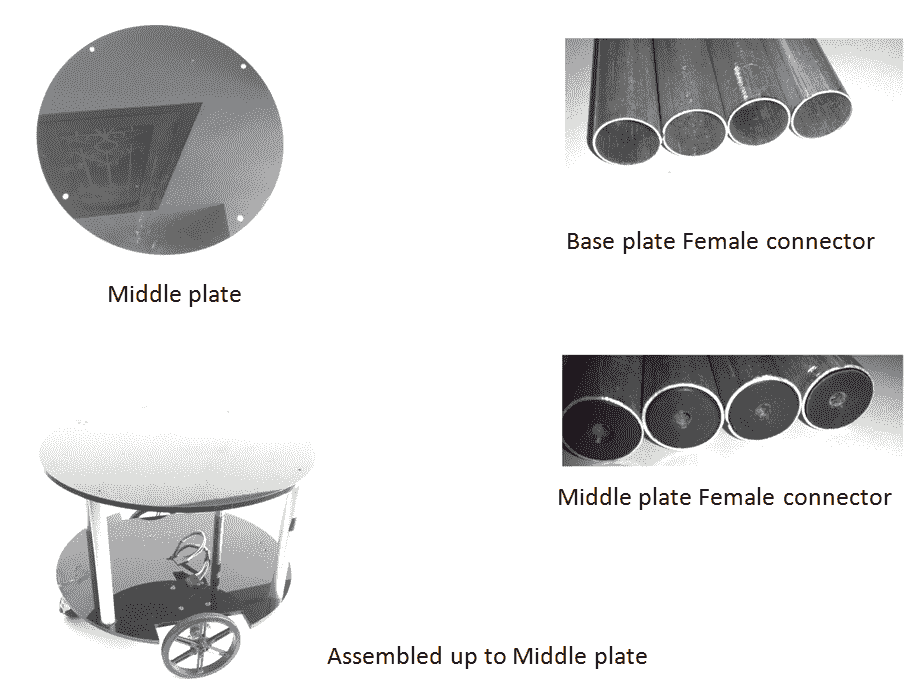 Middle plate
Base plate Female connector
Middle plate Female connector
Assembled up to Middle plate